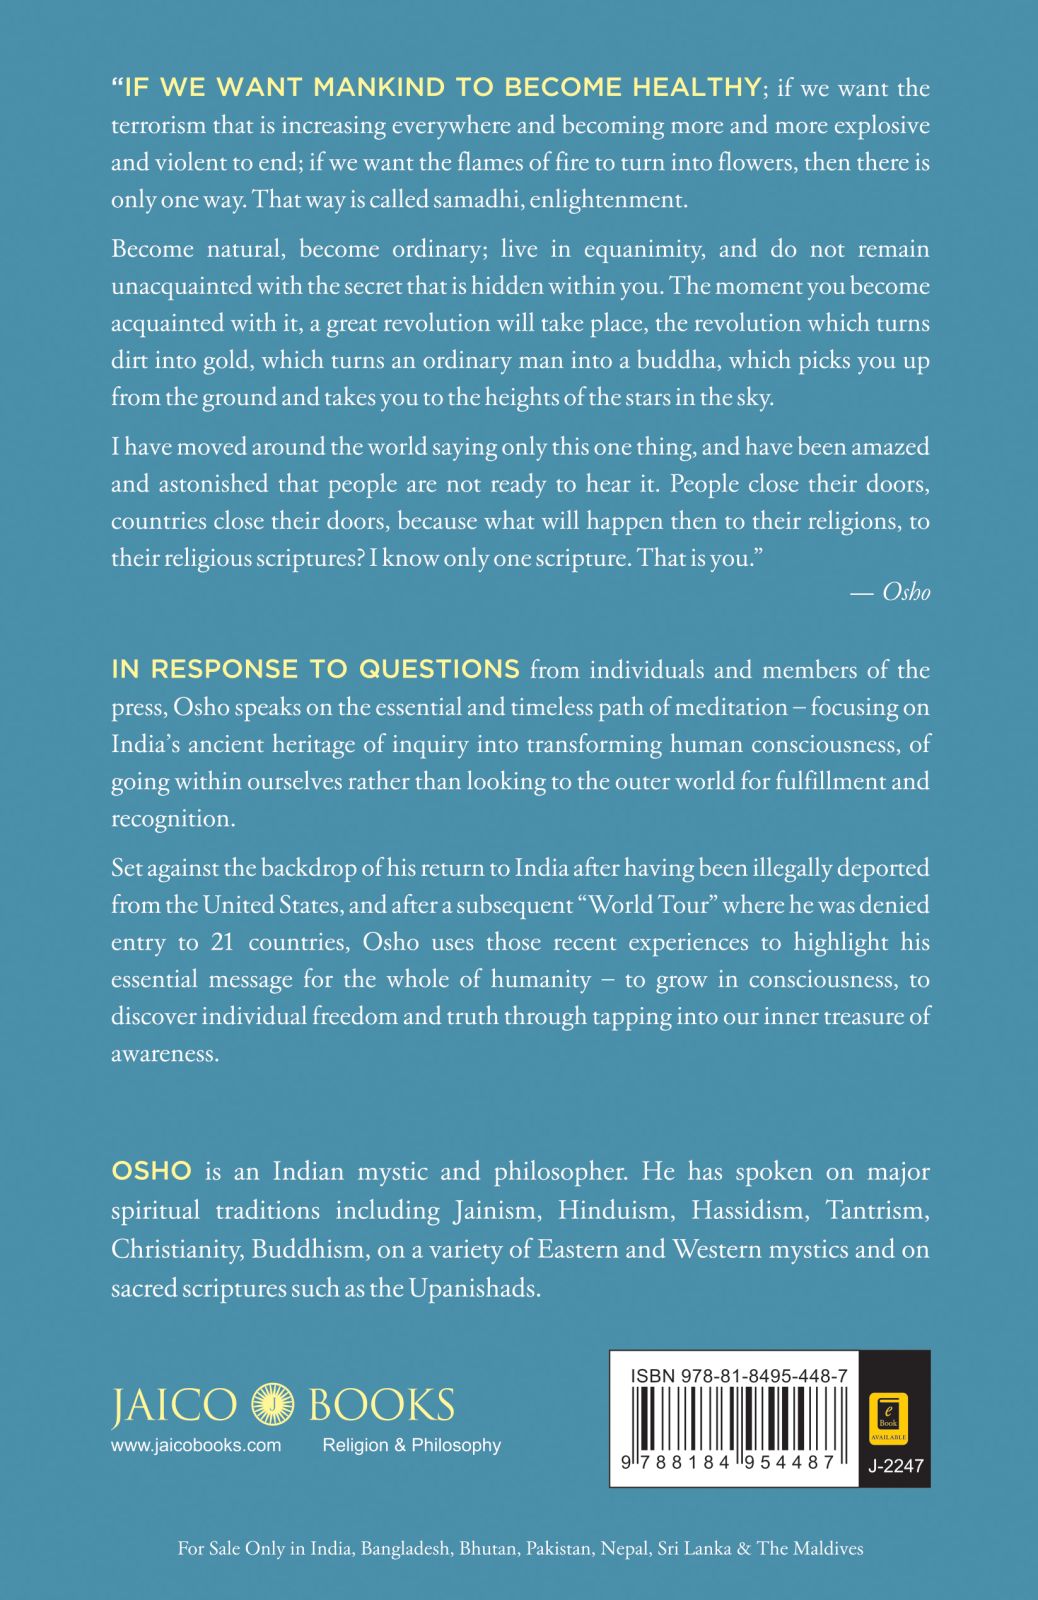 “IF WE WANT MANKIND TO BECOME HEALTHY; if we want the
terrorism that is increasing everywhere and becoming more and more explosive
and violent to end; if we want the flames of fire to turn into flowers, then there is
only one way. That way is called samadhi, enlightenment.
Become natural, become ordinary; live in equanimity, and do not remain
unacquainted with the secret that is hidden within you. The moment you become
acquainted with it, a great revolution will take place, the revolution which turns
dirt into gold, which turns an ordinary man into a buddha, which picks you up
from the ground and takes you to the heights of the stars in the sky.
I have moved around the world saying only this one thing, and have been amazed
and astonished that people are not ready to hear it. People close their doors,
countries close their doors, because what will happen then to their religions, to
their religious scriptures? I know only one scripture. That is you.”
— Osho
IN RESPONSE TO QUESTIONS from individuals and members of the
press, Osho speaks on the essential and timeless path of meditation – focusing on
India’s ancient heritage of inquiry into transforming human consciousness, of
going within ourselves rather than looking to the outer world for fulfillment and
recognition.
Set against the backdrop of his return to India after having been illegally deported
from the United States, and after a subsequent “World Tour” where he was denied
entry to 21 countries, Osho uses those recent experiences to highlight his
essential message for the whole of humanity – to grow in consciousness, to
discover individual freedom and truth through tapping into our inner treasure of
awareness.
OSHO is an Indian mystic and philosopher. He has spoken on major
spiritual traditions including Jainism, Hinduism, Hassidism, Tantrism,
Christianity, Buddhism, on a variety of Eastern and Western mystics and on
sacred scriptures such as the Upanishads.
JAICO J BOOKS
www.jaicobooks.com Religion & Philosophy
ISBN 978-81-8495-448-7
9 788184 954487
e
Book
AVAILABLE
J-2247
For Sale Only in India, Bangladesh, Bhutan, Pakistan, Nepal, Sri Lanka & The Maldives